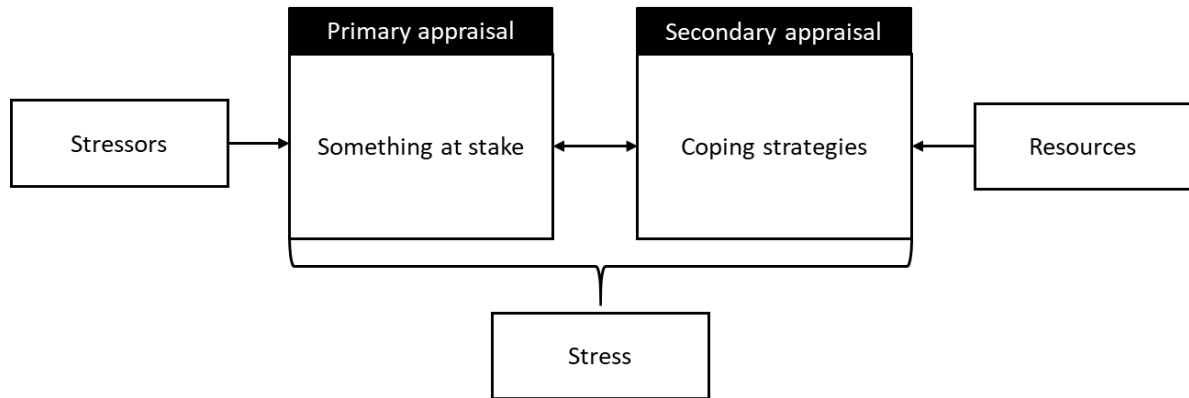 Primary appraisal
Secondary appraisal
Stressors
Something at stake
Coping strategies
Resources
Stress